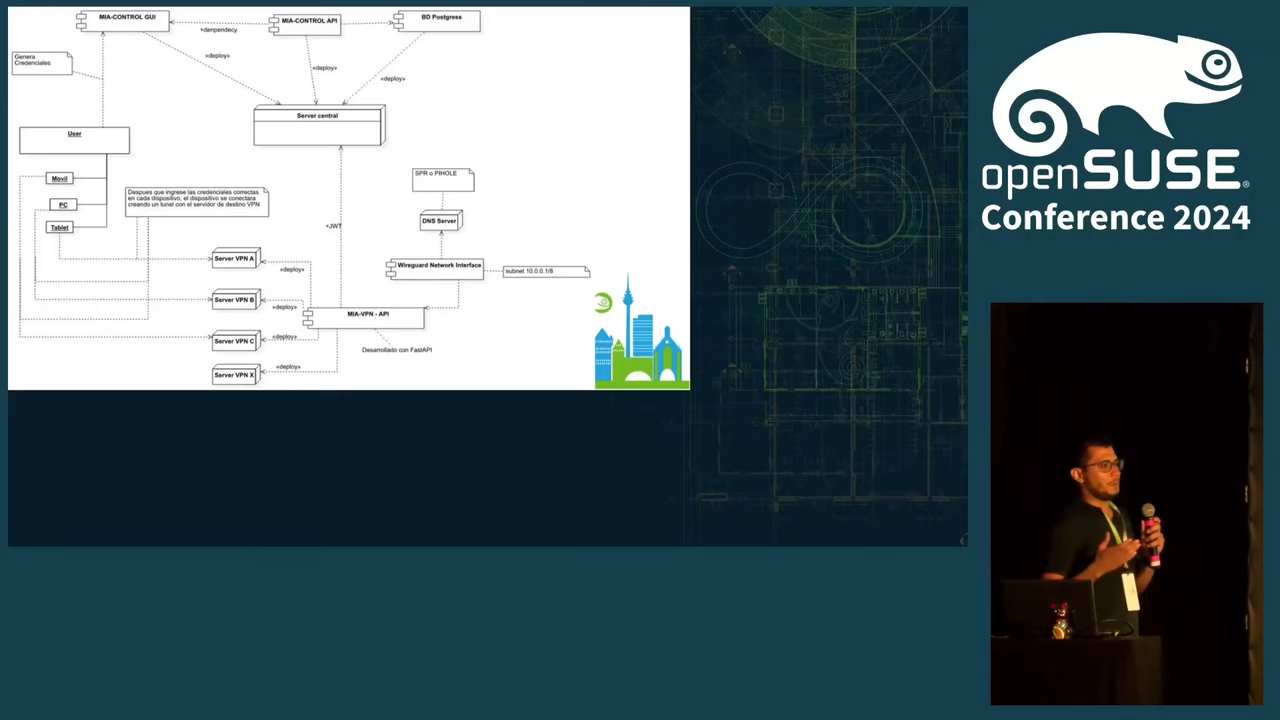 MIA-CONTROL GUI
MIA-CONTROL API
BD Postgress
+denpendecy
«deploy»
«deploy»
«deploy»
Genera
Credenciales
Server central
User
Movil
PC
Tablet
Despues que ingrese las credenciales correctas
en cada dispositivo, el dispositivo se conectara
creando un tunel con el servidor de destino VPN
SPR o PIHOLE
DNS Server
+JWT
Wireguard Network Interface
subnet 10.0.0.1/8
Server VPN A
«deploy»
Server VPN B
«deploy»
MIA-VPN - API
Server VPN C
«deploy»
Desarrollado con FastAPI
Server VPN X
«deploy»
openSUSE®
Conference 2024